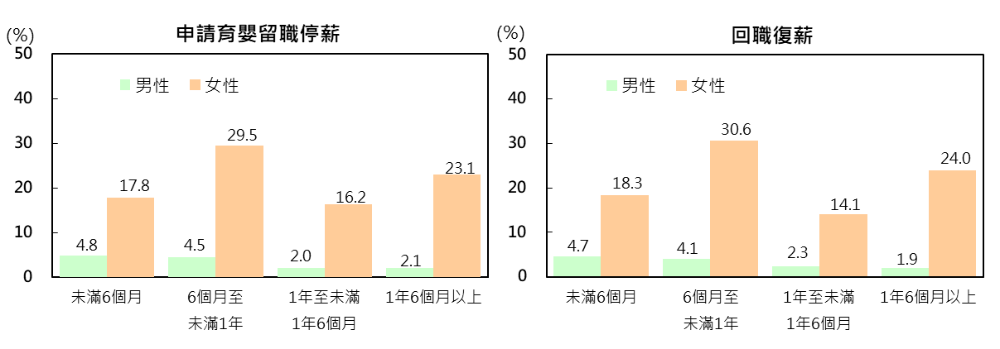 申請育嬰留職停薪
(%)
50
40
30
20
10
0
男性
女性
4.8
17.8
4.5
29.5
2.0
16.2
2.1
23.1
未滿6個月
6個月至
未滿1年
1年至未滿
1年6個月
1年6個月以上
回職復薪
(%)
50
40
30
20
10
0
男性
女性
4.7
18.3
4.1
30.6
2.3
14.1
1.9
24.0
未滿6個月
6個月至
未滿1年
1年至未滿
1年6個月
1年6個月以上